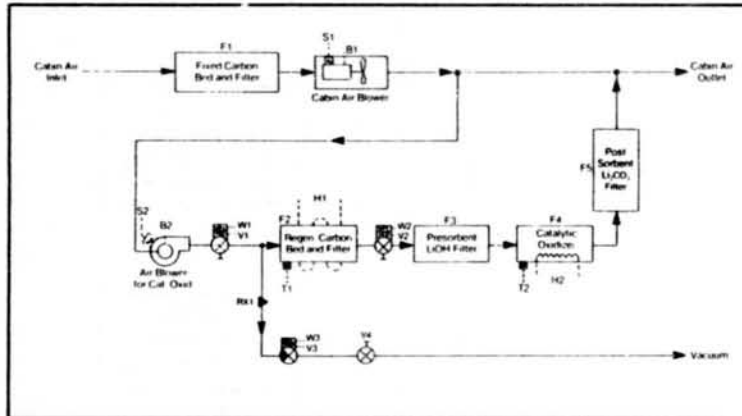 F1
S1
B1
Cabin Air
Inlet
Fixed Carbon
Bed and Filter
Cabin Air Blower
Cabin Air
Outlet
Post
Sorbent
Li2CO3
Filter
F5
S2
B2
Air Blower
for Cat Oxid
W1
V1
F2
H1
Regen Carbon
Bed and Filter
T1
W2
V2
F3
Presorbent
LiOH Filter
F4
Catalytic
Oxidizer
T2
H2
RX1
W3
V3
V4
Vacuum